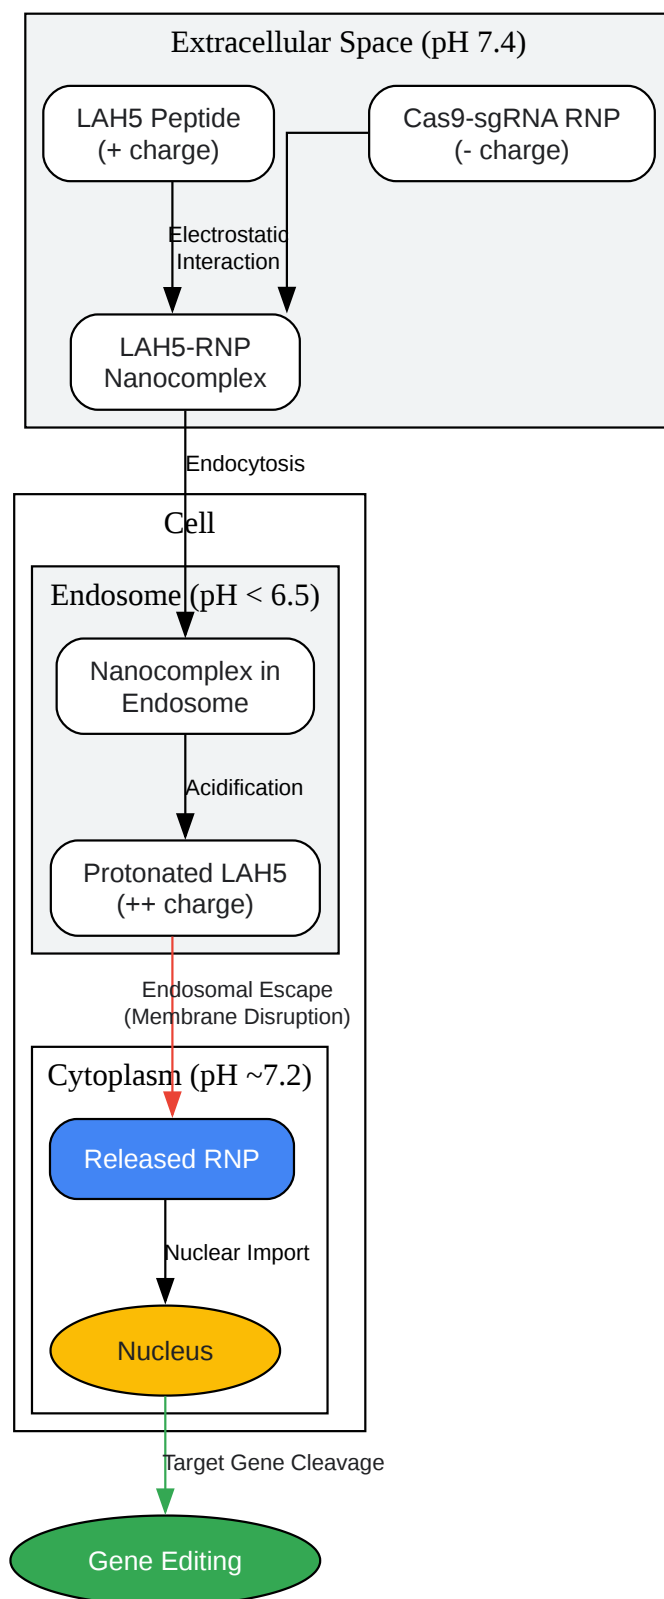 Extracellular Space (pH 7.4)
LAH5 Peptide
(+ charge)
Cas9-sgRNA RNP
(- charge)
Electrostatic
Interaction
LAH5-RNP
Nanocomplex
Endocytosis
Cell
Endosome (pH < 6.5)
Nanocomplex in
Endosome
Acidification
Protonated LAH5
(++ charge)
Endosomal Escape
(Membrane Disruption)
Cytoplasm (pH ~7.2)
Released RNP
Nuclear Import
Nucleus
Target Gene Cleavage
Gene Editing